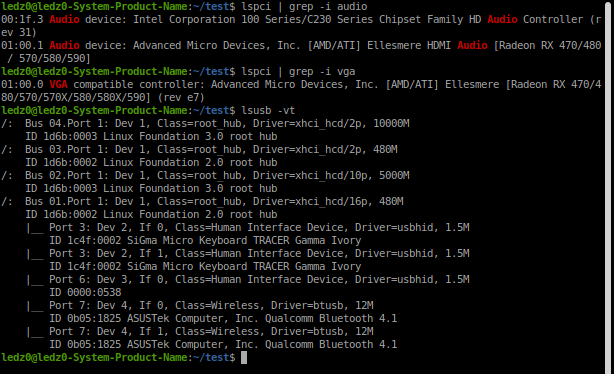 ledz0@ledz0-System-Product-Name:~/test$ lspci | grep -i audio
00:1f.3 Audio device: Intel Corporation 100 Series/C230 Series Chipset Family HD Audio Controller (r
ev 31)
01:00.1 Audio device: Advanced Micro Devices, Inc. [AMD/ATI] Ellesmere HDMI Audio [Radeon RX 470/480
 / 570/580/590]
ledz0@ledz0-System-Product-Name:~/test$ lspci | grep -i vga
01:00.0 VGA compatible controller: Advanced Micro Devices, Inc. [AMD/ATI] Ellesmere [Radeon RX 470/4
80/570/570X/580/580X/590] (rev e7)
ledz0@ledz0-System-Product-Name:~/test$ lsusb -vt
/:  Bus 04.Port 1: Dev 1, Class=root_hub, Driver=xhci_hcd/2p, 10000M
    ID 1d6b:0003 Linux Foundation 3.0 root hub
/:  Bus 03.Port 1: Dev 1, Class=root_hub, Driver=xhci_hcd/2p, 480M
    ID 1d6b:0002 Linux Foundation 2.0 root hub
/:  Bus 02.Port 1: Dev 1, Class=root_hub, Driver=xhci_hcd/10p, 5000M
    ID 1d6b:0003 Linux Foundation 3.0 root hub
/:  Bus 01.Port 1: Dev 1, Class=root_hub, Driver=xhci_hcd/16p, 480M
    ID 1d6b:0002 Linux Foundation 2.0 root hub
    |__ Port 3: Dev 2, If 0, Class=Human Interface Device, Driver=usbhid, 1.5M
        ID 1c4f:0002 SiGma Micro Keyboard TRACER Gamma Ivory
    |__ Port 3: Dev 2, If 1, Class=Human Interface Device, Driver=usbhid, 1.5M
        ID 1c4f:0002 SiGma Micro Keyboard TRACER Gamma Ivory
    |__ Port 6: Dev 3, If 0, Class=Human Interface Device, Driver=usbhid, 1.5M
        ID 0000:0538
    |__ Port 7: Dev 4, If 0, Class=Wireless, Driver=btusb, 12M
        ID 0b05:1825 ASUSTek Computer, Inc. Qualcomm Bluetooth 4.1
    |__ Port 7: Dev 4, If 1, Class=Wireless, Driver=btusb, 12M
        ID 0b05:1825 ASUSTek Computer, Inc. Qualcomm Bluetooth 4.1
ledz0@ledz0-System-Product-Name:~/test$